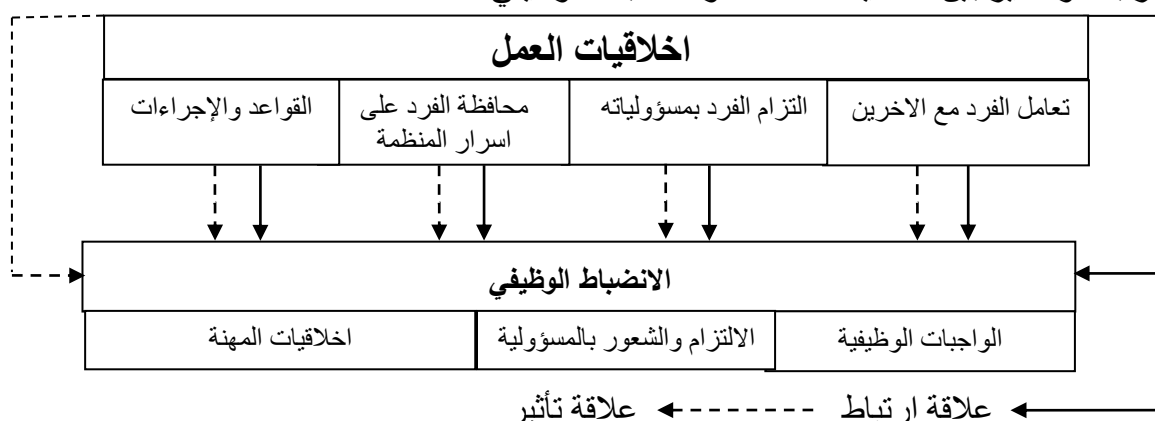 اخلاقيات العمل
تعامل الفرد مع الاخرين
التزام الفرد بمسؤولياته
محافظة الفرد على
اسرار المنظمة
القواعد والإجراءات
الانضباط الوظيفي
الواجبات الوظيفية
الالتزام والشعور بالمسؤولية
اخلاقيات المهنة
علاقة ارتباط
علاقة تأثير